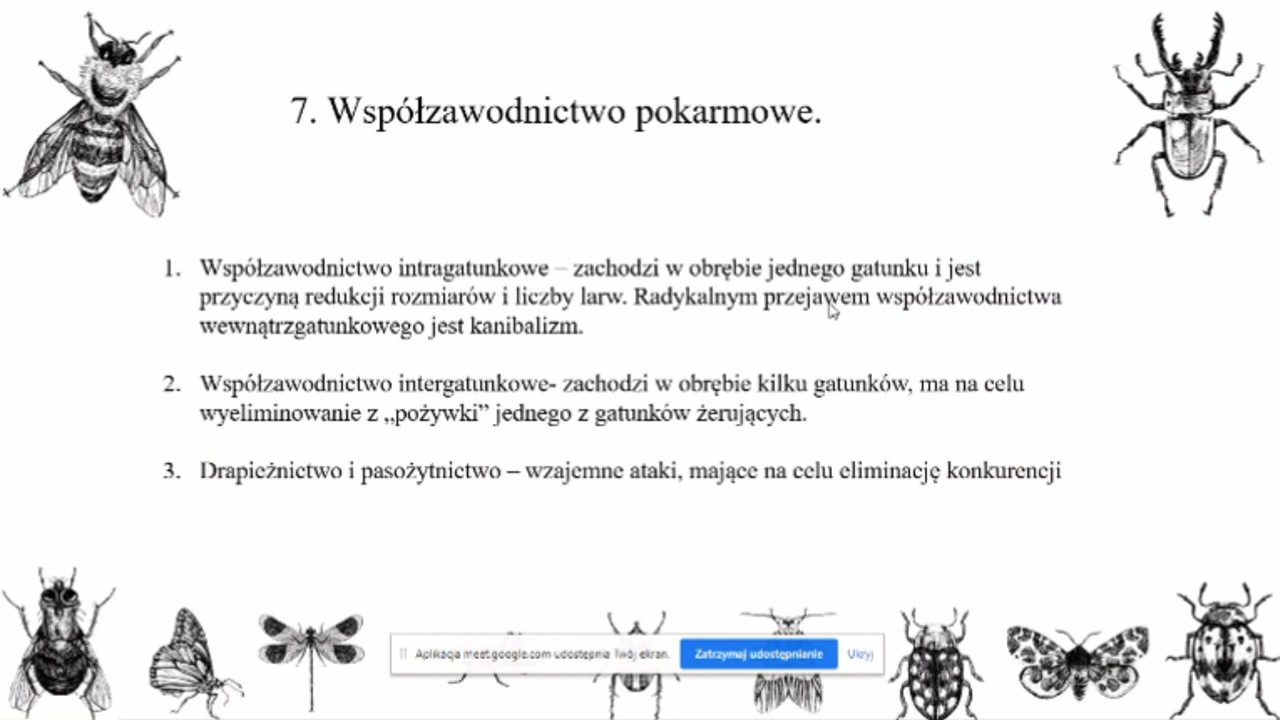 7. Współzawodnictwo pokarmowe.
1. Współzawodnictwo intragatunkowe – zachodzi w obrębie jednego gatunku i jest
przyczyną redukcji rozmiarów i liczby larw. Radykalnym przejawem współzawodnictwa
wewnątrzgatunkowego jest kanibalizm.
2. Współzawodnictwo intergatunkowe- zachodzi w obrębie kilku gatunków, ma na celu
wyeliminowanie z „pożywki” jednego z gatunków żerujących.
3. Drapieżnictwo i pasożytnictwo – wzajemne ataki, mające na celu eliminację konkurencji
Aplikacja meet.google.com udostępnia Twój ekran. Zatrzymaj udostępnianie Ukryj